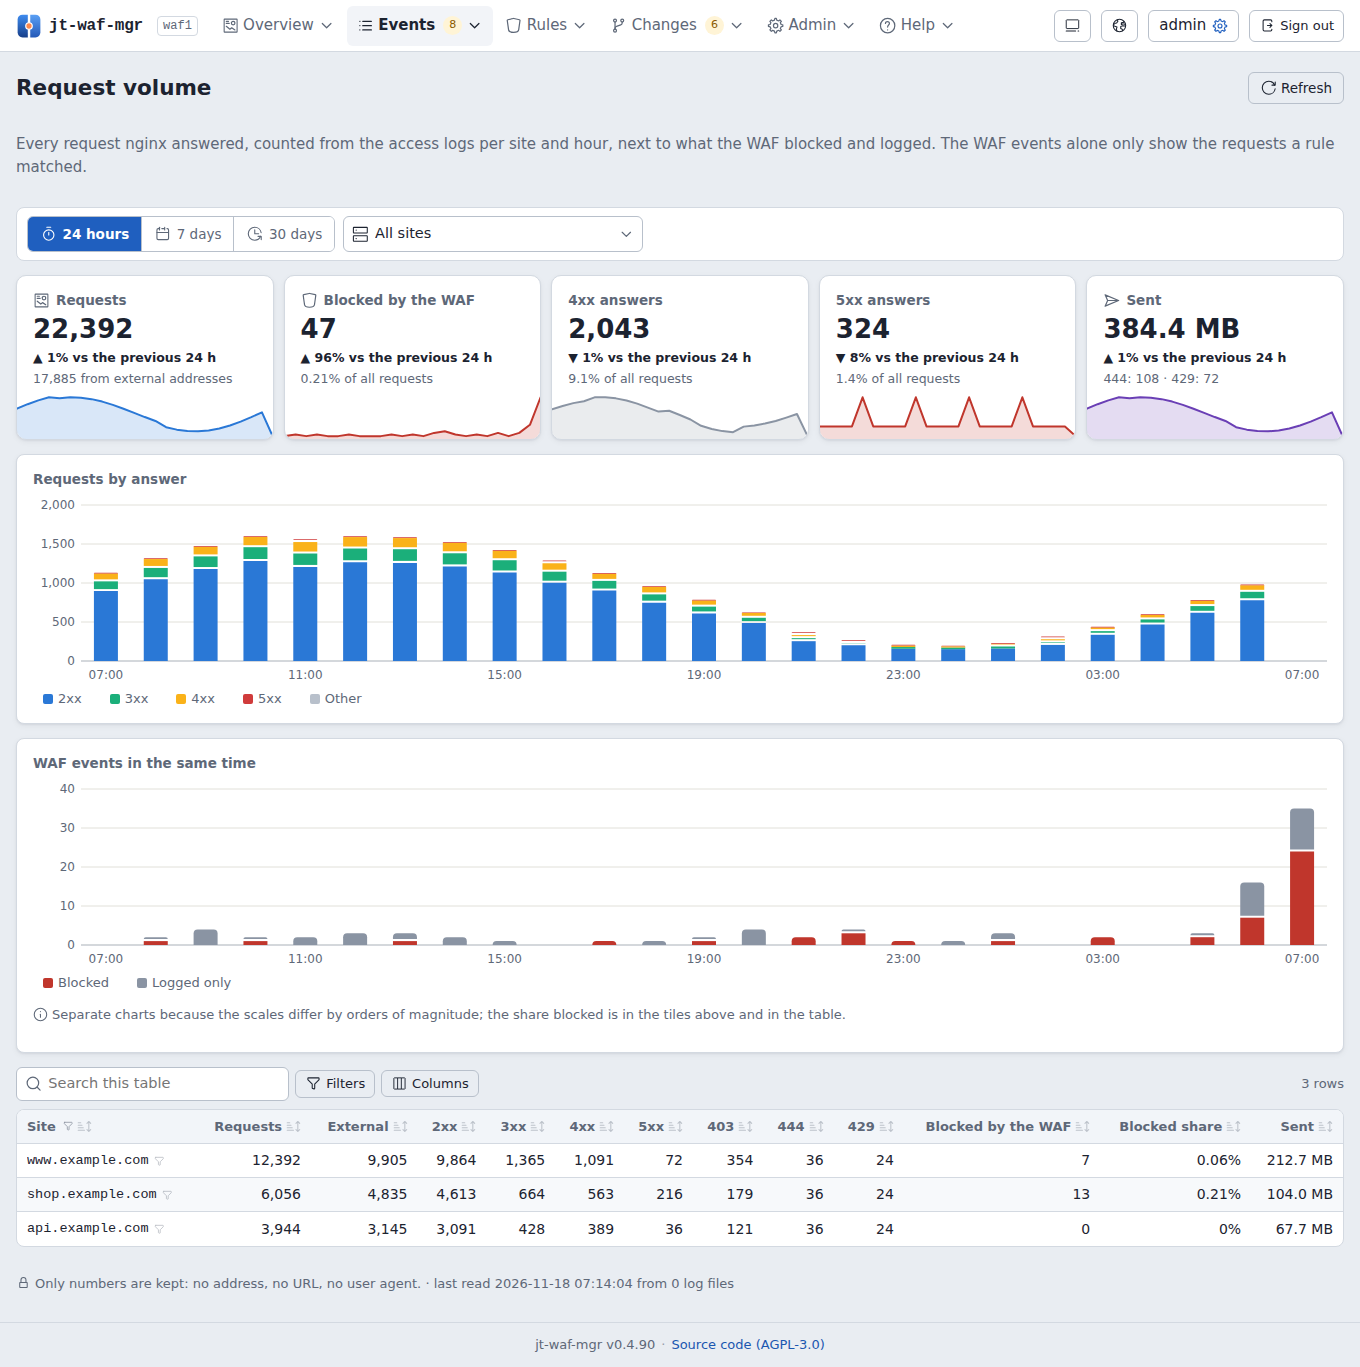 jt-waf-mgr waf1 Overview Events 8 Rules Changes 6 Admin Help admin Sign out
Request volume
Refresh
Every request nginx answered, counted from the access logs per site and hour, next to what the WAF blocked and logged. The WAF events alone only show the requests a rule
matched.
24 hours 7 days 30 days All sites
Requests
22,392
▲ 1% vs the previous 24 h
17,885 from external addresses
Blocked by the WAF
47
▲ 96% vs the previous 24 h
0.21% of all requests
4xx answers
2,043
▼ 1% vs the previous 24 h
9.1% of all requests
5xx answers
324
▼ 8% vs the previous 24 h
1.4% of all requests
Sent
384.4 MB
▲ 1% vs the previous 24 h
444: 108 · 429: 72
Requests by answer
2,000
1,500
1,000
500
0
07:00 11:00 15:00 19:00 23:00 03:00 07:00
2xx 3xx 4xx 5xx Other
WAF events in the same time
40
30
20
10
0
07:00 11:00 15:00 19:00 23:00 03:00 07:00
Blocked Logged only
Separate charts because the scales differ by orders of magnitude; the share blocked is in the tiles above and in the table.
Search this table Filters Columns 3 rows
Site Requests External 2xx 3xx 4xx 5xx 403 444 429 Blocked by the WAF Blocked share Sent
www.example.com 12,392 9,905 9,864 1,365 1,091 72 354 36 24 7 0.06% 212.7 MB
shop.example.com 6,056 4,835 4,613 664 563 216 179 36 24 13 0.21% 104.0 MB
api.example.com 3,944 3,145 3,091 428 389 36 121 36 24 0 0% 67.7 MB
Only numbers are kept: no address, no URL, no user agent. · last read 2026-11-18 07:14:04 from 0 log files
jt-waf-mgr v0.4.90 · Source code (AGPL-3.0)